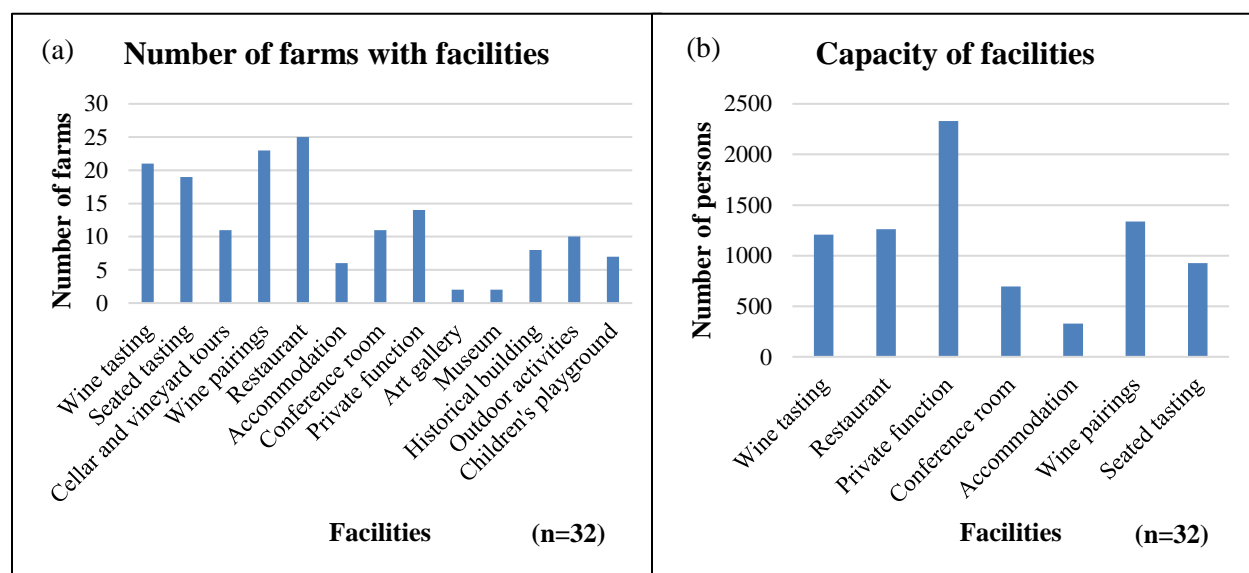 (a) Number of farms with facilities
Number of farms
30
25
20
15
10
5
0
Wine tasting
Seated tasting
Cellar and vineyard tours
Wine pairings
Restaurant
Accommodation
Conference room
Private function
Art gallery
Museum
Historical building
Outdoor activities
Children's playground
Facilities (n=32)
(b) Capacity of facilities
Number of persons
2500
2000
1500
1000
500
0
Wine tasting
Restaurant
Private function
Conference room
Accommodation
Wine pairings
Seated tasting
Facilities (n=32)